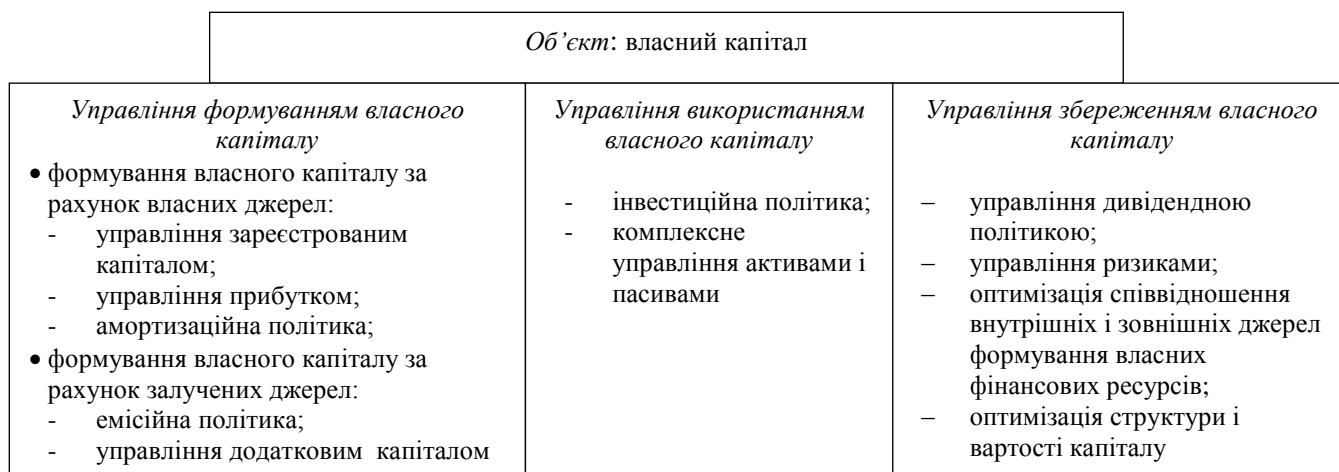 Об’єкт: власний капітал
Управління формуванням власного
капіталу
• формування власного капіталу за
рахунок власних джерел:
- управління зареєстрованим
капіталом;
- управління прибутком;
- амортизаційна політика;
• формування власного капіталу за
рахунок залучених джерел:
- емісійна політика;
- управління додатковим капіталом
Управління використанням
власного капіталу
- інвестиційна політика;
- комплексне
управління активами і
пасивами
Управління збереженням власного
капіталу
– управління дивідендною
політикою;
– управління ризиками;
– оптимізація співвідношення
внутрішніх і зовнішніх джерел
формування власних
фінансових ресурсів;
– оптимізація структури і
вартості капіталу